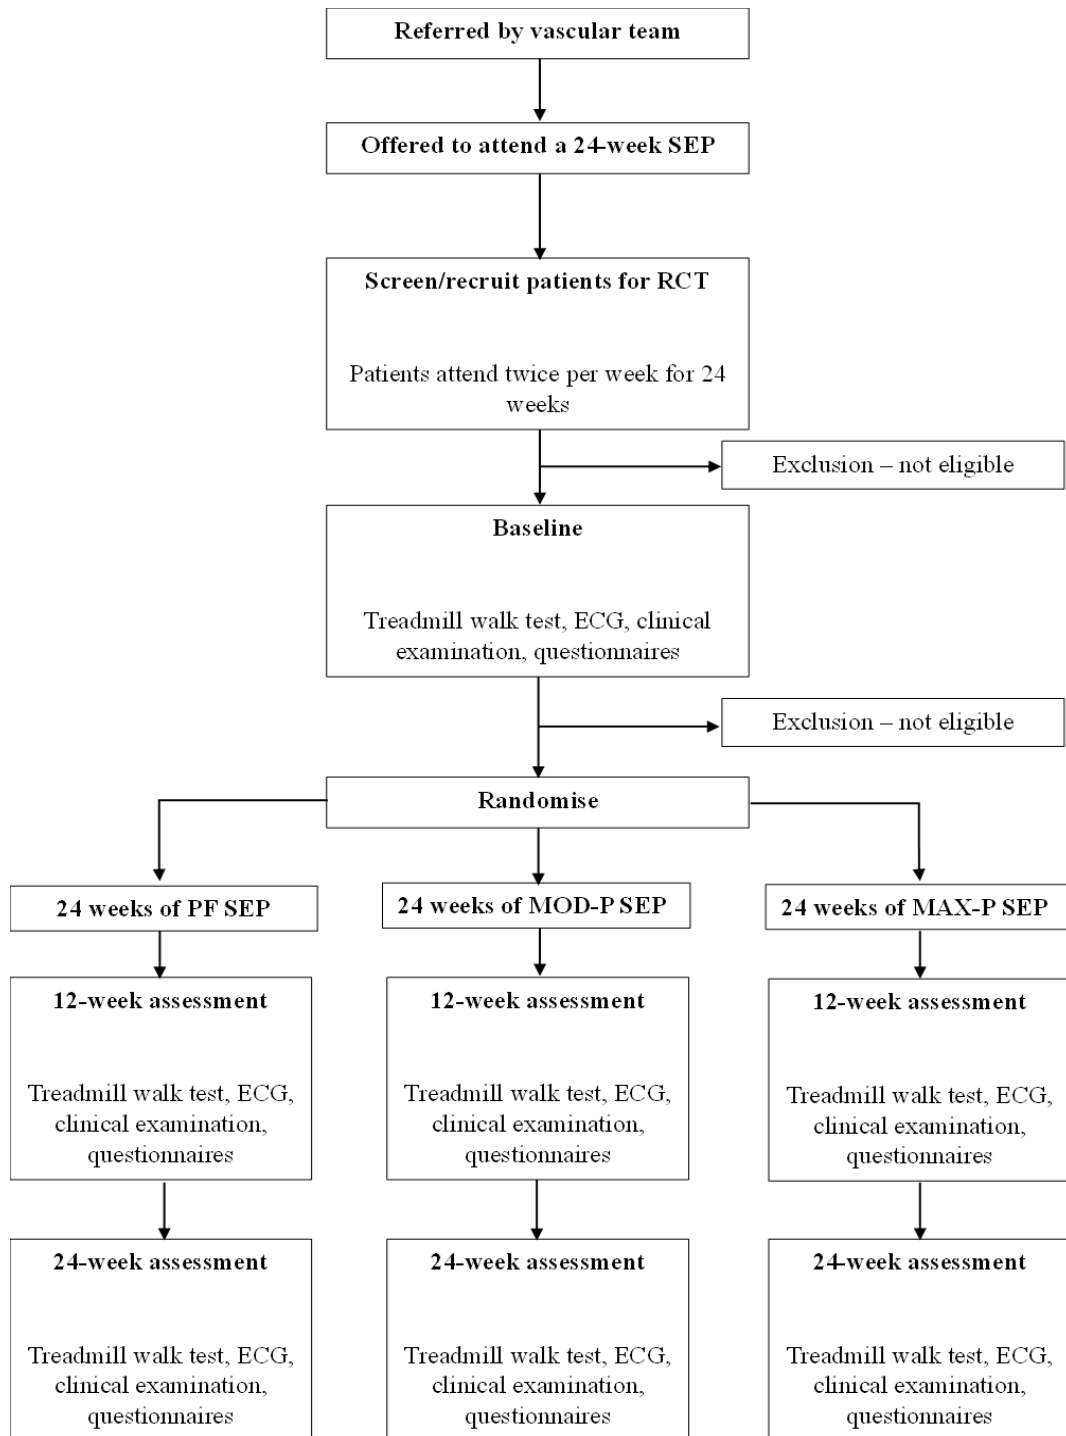 Referred by vascular team
Offered to attend a 24-week SEP
Screen/recruit patients for RCT
Patients attend twice per week for 24
weeks
Exclusion – not eligible
Baseline
Treadmill walk test, ECG, clinical
examination, questionnaires
Exclusion – not eligible
Randomise
24 weeks of PF SEP
24 weeks of MOD-P SEP
24 weeks of MAX-P SEP
12-week assessment
Treadmill walk test, ECG,
clinical examination,
questionnaires
12-week assessment
Treadmill walk test, ECG,
clinical examination,
questionnaires
12-week assessment
Treadmill walk test, ECG,
clinical examination,
questionnaires
24-week assessment
Treadmill walk test, ECG,
clinical examination,
questionnaires
24-week assessment
Treadmill walk test, ECG,
clinical examination,
questionnaires
24-week assessment
Treadmill walk test, ECG,
clinical examination,
questionnaires